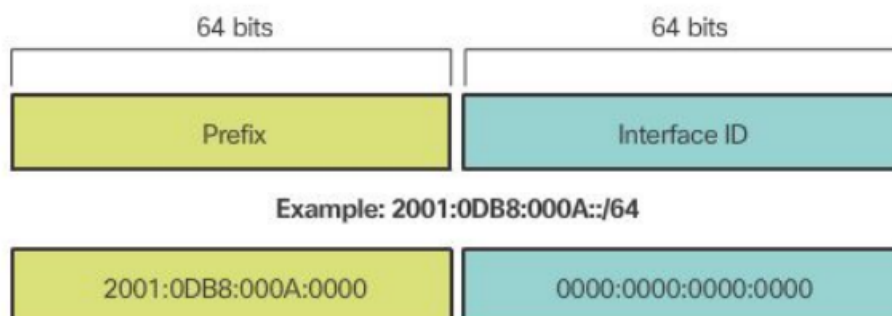 64 bits 64 bits
Prefix Interface ID
Example: 2001:0DB8:000A::/64
2001:0DB8:000A:0000 0000:0000:0000:0000